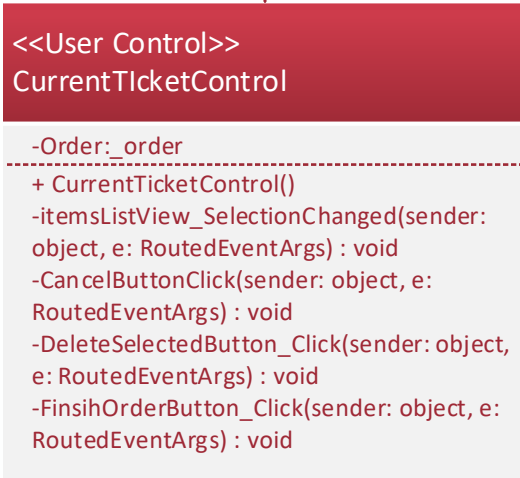 <<User Control>>
CurrentTIcketControl
-Order:_order
+ CurrentTicketControl()
-itemsListView_SelectionChanged(sender:
object, e: RoutedEventArgs) : void
-CancelButtonClick(sender: object, e:
RoutedEventArgs) : void
-DeleteSelectedButton_Click(sender: object,
e: RoutedEventArgs) : void
-FinsihOrderButton_Click(sender: object, e:
RoutedEventArgs) : void